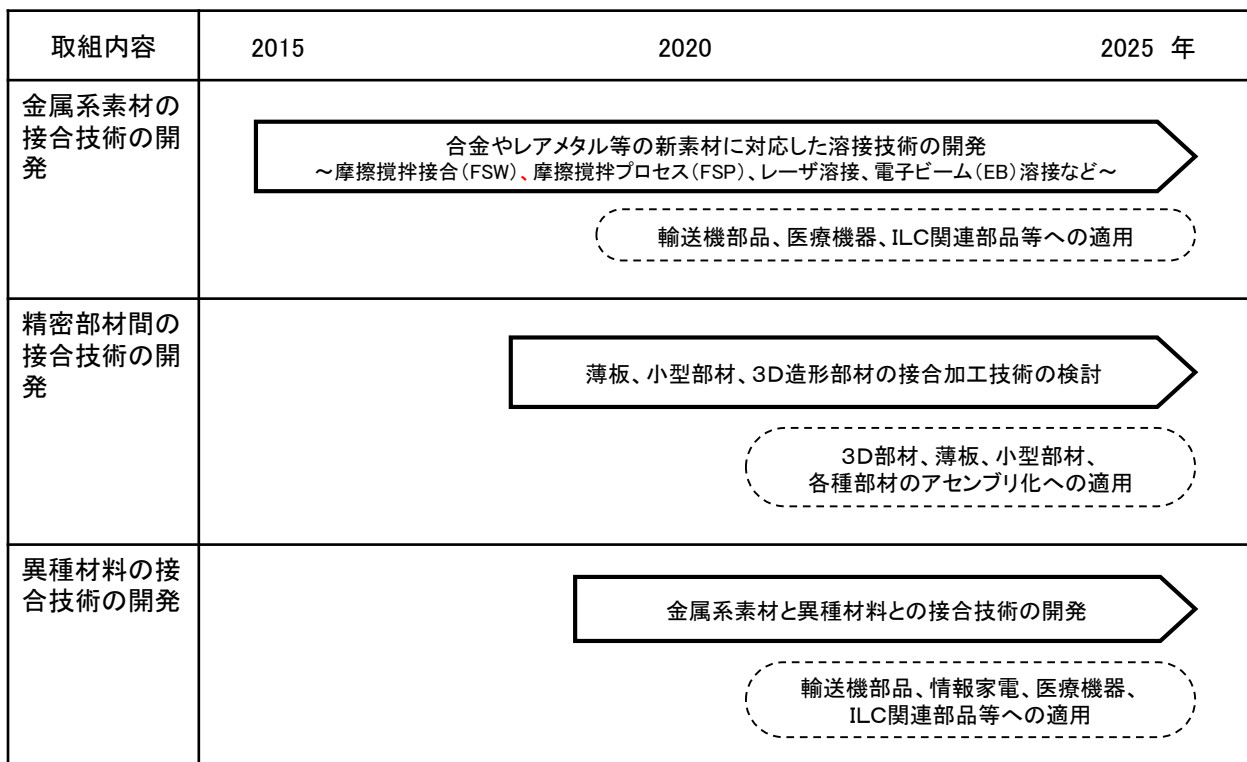 取組内容
2015
2020
2025 年
金属系素材の
接合技術の開
発
合金やレアメタル等の新素材に対応した溶接技術の開発
～摩擦撹拌接合(FSW)、摩擦撹拌プロセス(FSP)、レーザ溶接、電子ビーム(EB)溶接など～
輸送機部品、医療機器、ILC関連部品等への適用
精密部材間の
接合技術の開
発
薄板、小型部材、3D造形部材の接合加工技術の検討
3D部材、薄板、小型部材、
各種部材のアセンブリ化への適用
異種材料の接
合技術の開発
金属系素材と異種材料との接合技術の開発
輸送機部品、情報家電、医療機器、
ILC関連部品等への適用